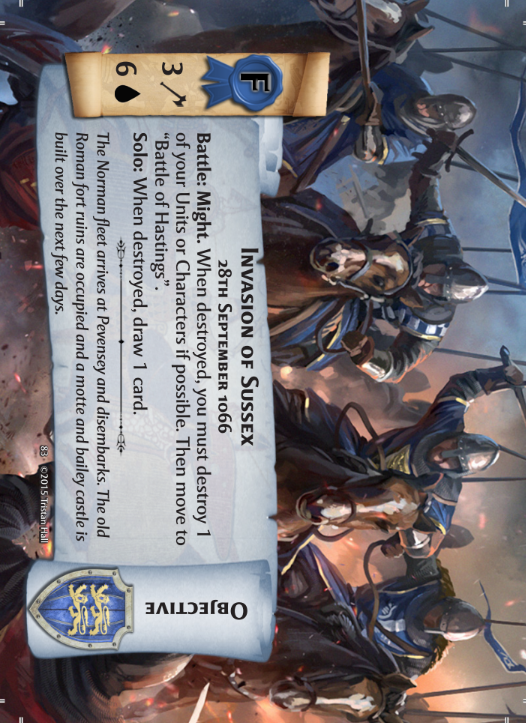 F
3
6
INVASION OF SUSSEX
28TH SEPTEMBER 1066
Battle: Might. When destroyed, you must destroy 1
of your Units or Characters if possible. Then move to
“Battle of Hastings”.
Solo: When destroyed, draw 1 card.
The Norman fleet arrives at Pevensey and disembarks. The old
Roman fort ruins are occupied and a motte and bailey castle is
built over the next few days.
83 ©2015 Tristan Hall
OBJECTIVE